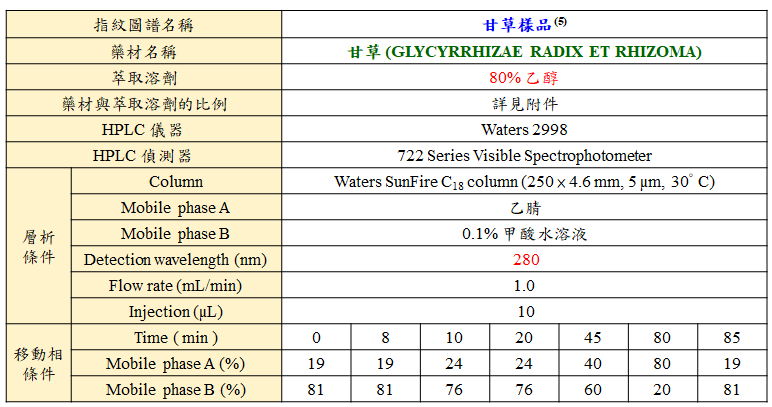 指紋圖譜名稱 甘草樣品(5)
藥材名稱 甘草 (GLYCYRRHIZAE RADIX ET RHIZOMA)
萃取溶劑 80% 乙醇
藥材與萃取溶劑的比例 詳見附件
HPLC 儀器 Waters 2998
HPLC 偵測器 722 Series Visible Spectrophotometer
層析條件 Column Waters SunFire C18 column (250 x 4.6 mm, 5 μm, 30° C)
Mobile phase A 乙腈
Mobile phase B 0.1% 甲酸水溶液
Detection wavelength (nm) 280
Flow rate (mL/min) 1.0
Injection (μL) 10
移動相條件 Time ( min ) 0 8 10 20 45 80 85
Mobile phase A (%) 19 19 24 24 40 80 19
Mobile phase B (%) 81 81 76 76 60 20 81